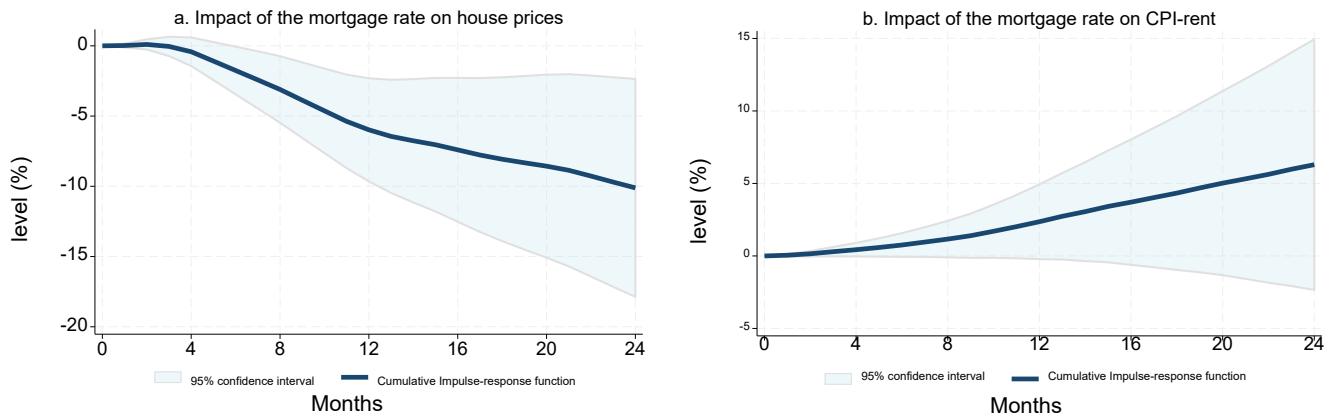 a. Impact of the mortgage rate on house prices
0
-5
-10
-15
-20
level (%)
0 4 8 12 16 20 24
95% confidence interval Cumulative Impulse-response function
Months
b. Impact of the mortgage rate on CPI-rent
15
10
5
0
-5
level (%)
0 4 8 12 16 20 24
95% confidence interval Cumulative Impulse-response function
Months